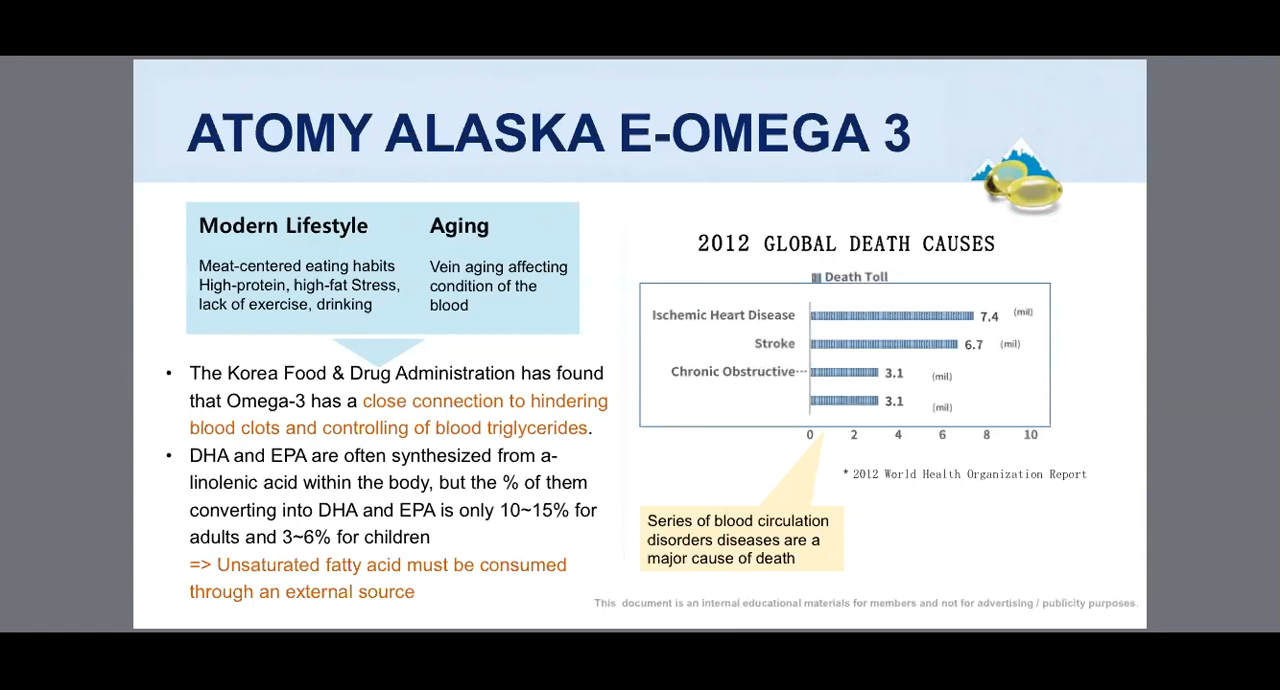 ATOMY ALASKA E-OMEGA 3
Modern Lifestyle
Meat-centered eating habits
High-protein, high-fat Stress,
lack of exercise, drinking
Aging
Vein aging affecting
condition of the
blood
• The Korea Food & Drug Administration has found
that Omega-3 has a close connection to hindering
blood clots and controlling of blood triglycerides.
• DHA and EPA are often synthesized from a-
linolenic acid within the body, but the % of them
converting into DHA and EPA is only 10~15% for
adults and 3~6% for children
=> Unsaturated fatty acid must be consumed
through an external source
2012 GLOBAL DEATH CAUSES
Death Toll
Ischemic Heart Disease 7.4 (mil)
Stroke 6.7 (mil)
Chronic Obstructive··· 3.1 (mil)
3.1 (mil)
0 2 4 6 8 10
* 2012 World Health Organization Report
Series of blood circulation
disorders diseases are a
major cause of death
This document is an internal educational materials for members and not for advertising / publicity purposes.